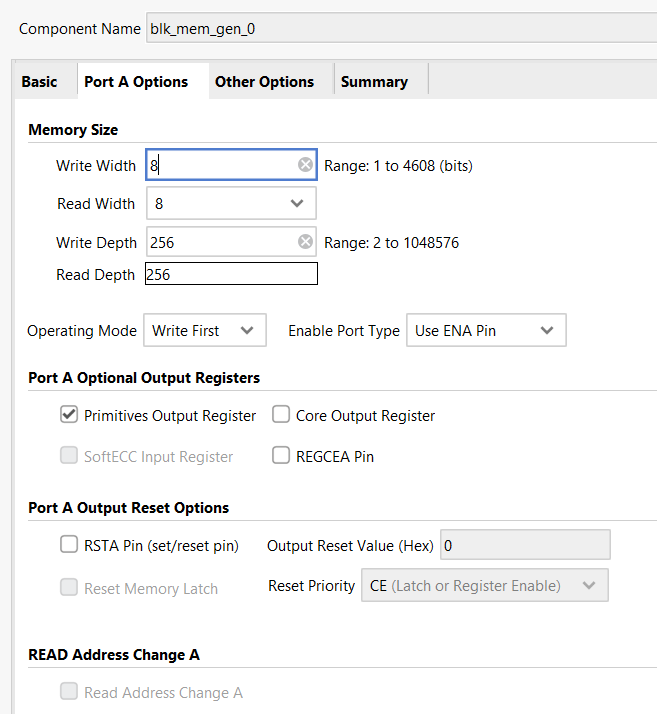 Component Name blk_mem_gen_0
Basic Port A Options Other Options Summary
Memory Size
Write Width 8 Range: 1 to 4608 (bits)
Read Width 8
Write Depth 256 Range: 2 to 1048576
Read Depth 256
Operating Mode Write First Enable Port Type Use ENA Pin
Port A Optional Output Registers
Primitives Output Register Core Output Register
SoftECC Input Register REGCEA Pin
Port A Output Reset Options
RSTA Pin (set/reset pin) Output Reset Value (Hex) 0
Reset Memory Latch Reset Priority CE (Latch or Register Enable)
READ Address Change A
Read Address Change A